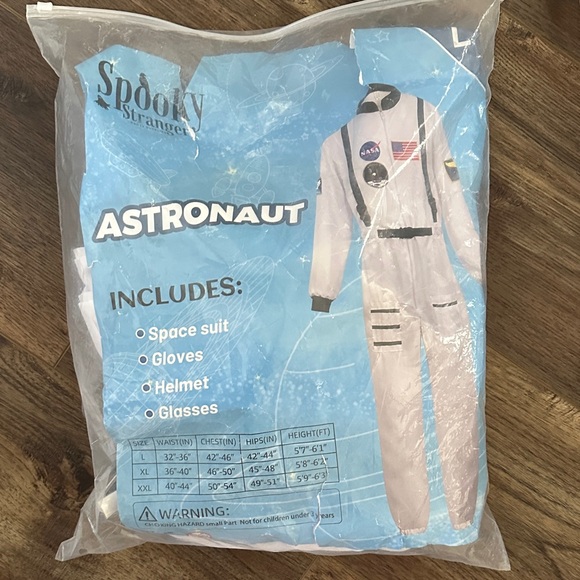 L
Spooky
Stranger
NASA
ASTRONAUT
INCLUDES:
Space suit
Gloves
Helmet
Glasses
SIZE WAIST(IN) CHEST(IN) HIPS(IN) HEIGHT(FT)
L 32"-36" 42"-46" 42"-44" 5'7"-6'1"
XL 36"-40" 46"-50" 45"-48" 5'8"-6'2"
XXL 40"-44" 50"-54" 49"-51" 5'9"-6'3"
WARNING:
CHOKING HAZARD small Part Not for children under years